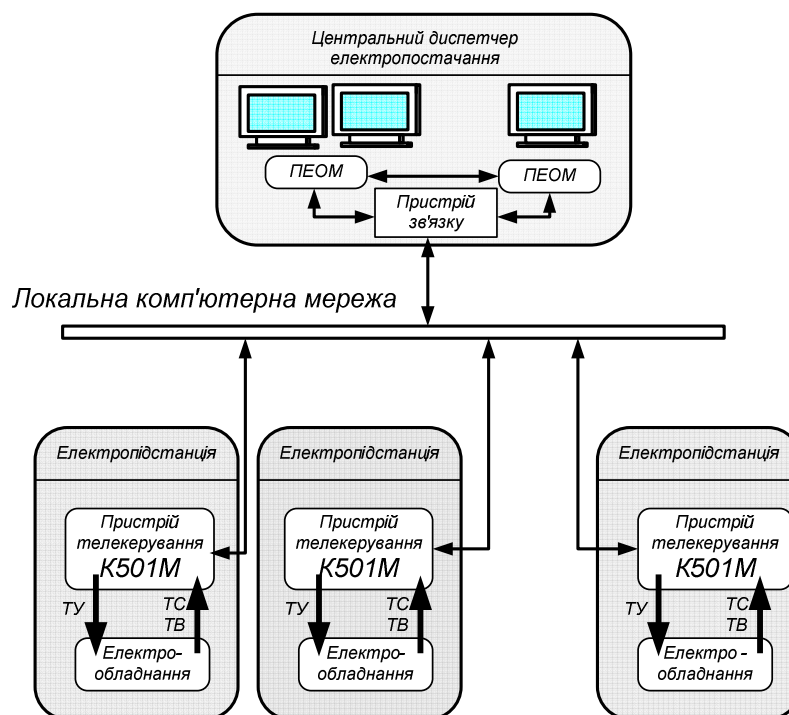 Центральний диспетчер
електропостачання
ПЕОМ
ПЕОМ
Пристрій
зв'язку
Локальна комп'ютерна мережа
Електропідстанція
Електропідстанція
Електропідстанція
Пристрій
телекерування
К501М
Пристрій
телекерування
К501М
Пристрій
телекерування
К501М
ТУ
ТС
ТВ
ТУ
ТС
ТВ
ТУ
ТС
ТВ
Електро-
обладнання
Електро-
обладнання
Електро -
обладнання